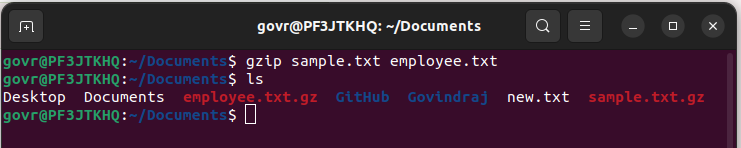 govr@PF3JTKHQ: ~/Documents
govr@PF3JTKHQ:~/Documents$ gzip sample.txt employee.txt
govr@PF3JTKHQ:~/Documents$ ls
Desktop  Documents  employee.txt.gz  GitHub  Govindraj  new.txt  sample.txt.gz
govr@PF3JTKHQ:~/Documents$